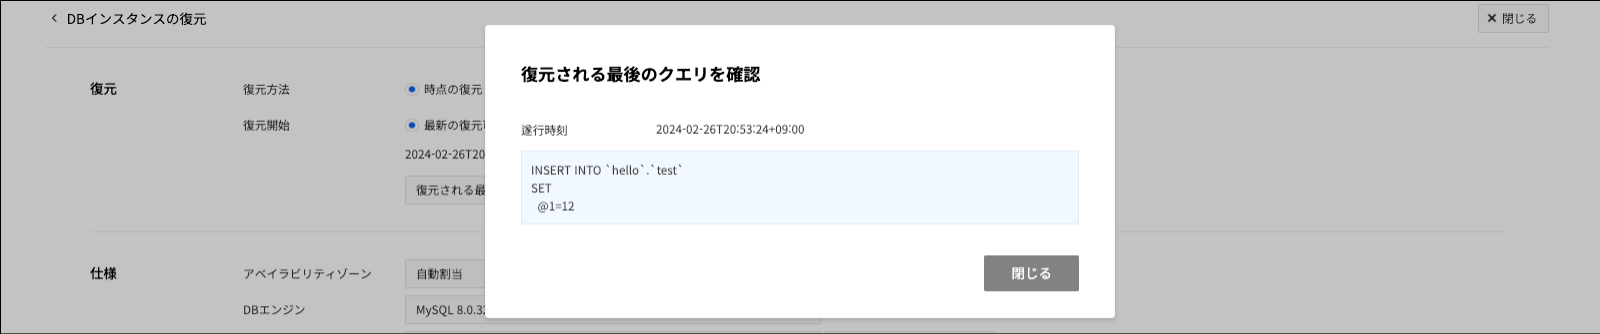 DBインスタンスの復元
閉じる
復元される最後のクエリを確認
復元
復元方法
時点の復元
復元開始
最新の復元
遂行時刻
2024-02-26T20:53:24+09:00
2024-02-26T20
INSERT INTO `hello`.`test`
SET
@1=12
復元される最
仕様
アベイラビリティゾーン
自動割当
閉じる
DBエンジン
MySQL 8.0.32